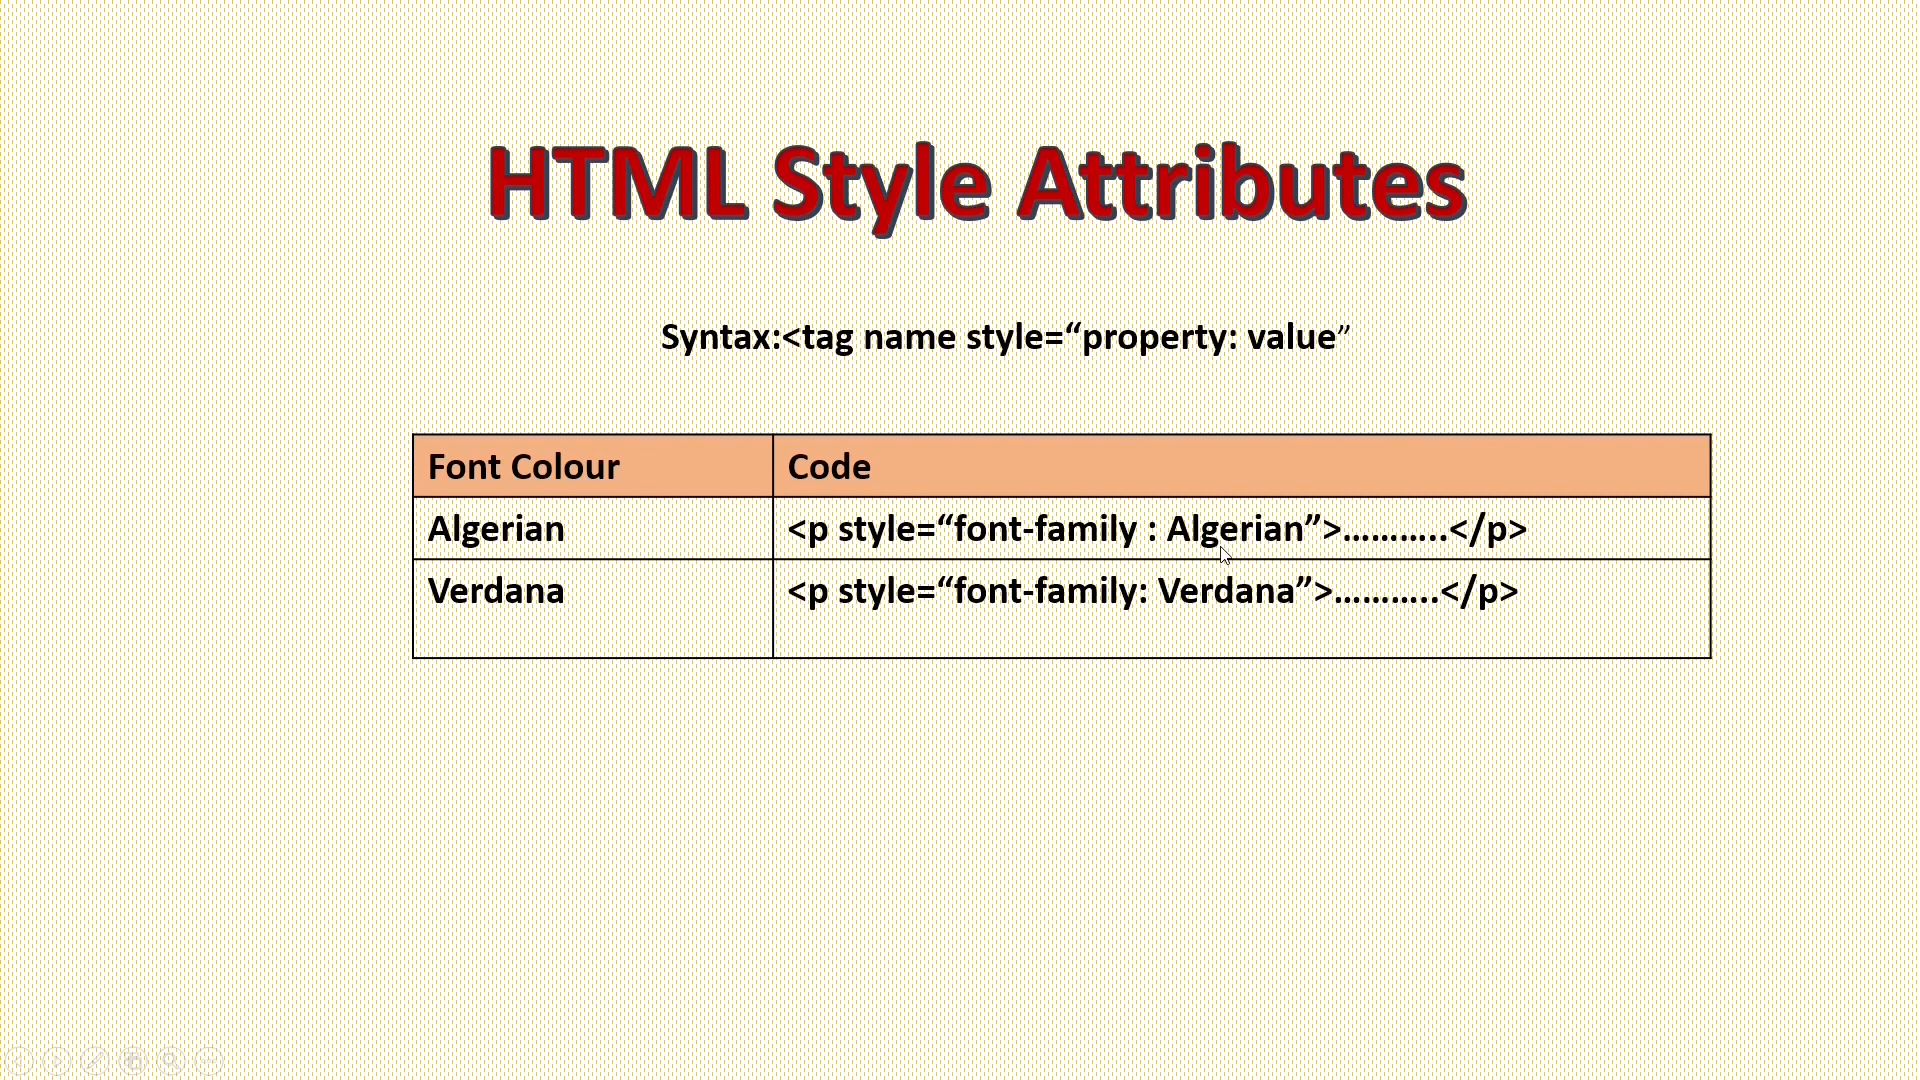 HTML Style Attributes
Syntax:<tag name style=“property: value”
Font Colour Code
Algerian <p style=“font-family : Algerian”>………..</p>
Verdana <p style=“font-family: Verdana”>………..</p>